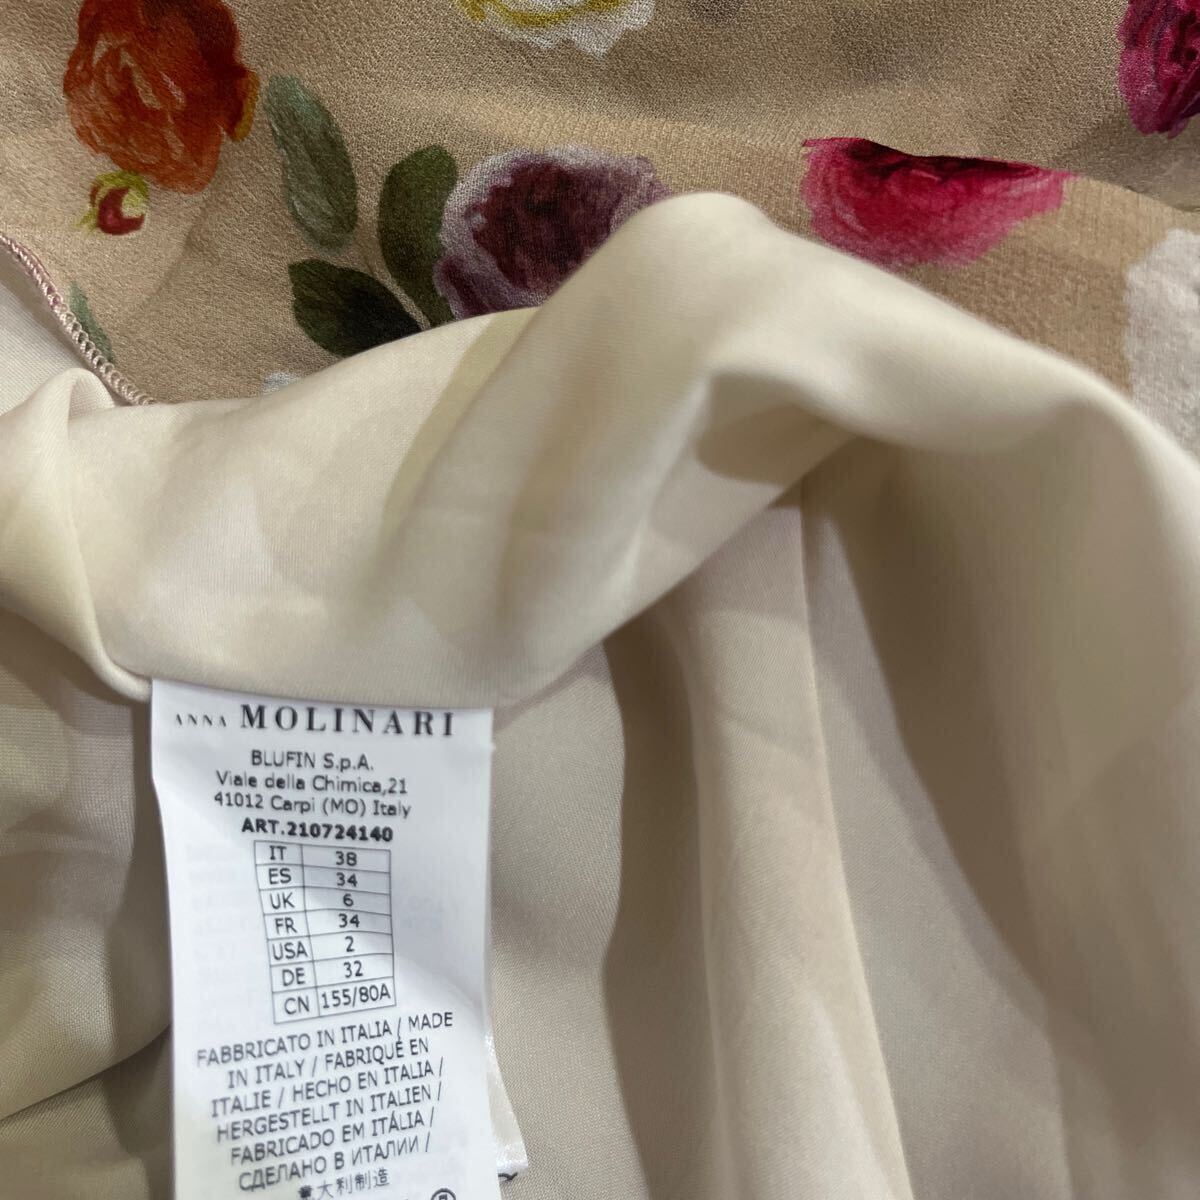 ANNA MOLINARI
BLUFIN S.p.A.
Viale della Chimica,21
41012 Carpi (MO) Italy
ART.210724140
IT 38
ES 34
UK 6
FR 34
USA 2
DE 32
CN 155/80A
FABBRICATO IN ITALIA / MADE
IN ITALY / FABRIQUÉ EN
ITALIE / HECHO EN ITALIA /
HERGESTELLT IN ITALIEN /
FABRICADO EM ITÁLIA /
СДЕЛАНО В ИТАЛИИ /
意大利制造